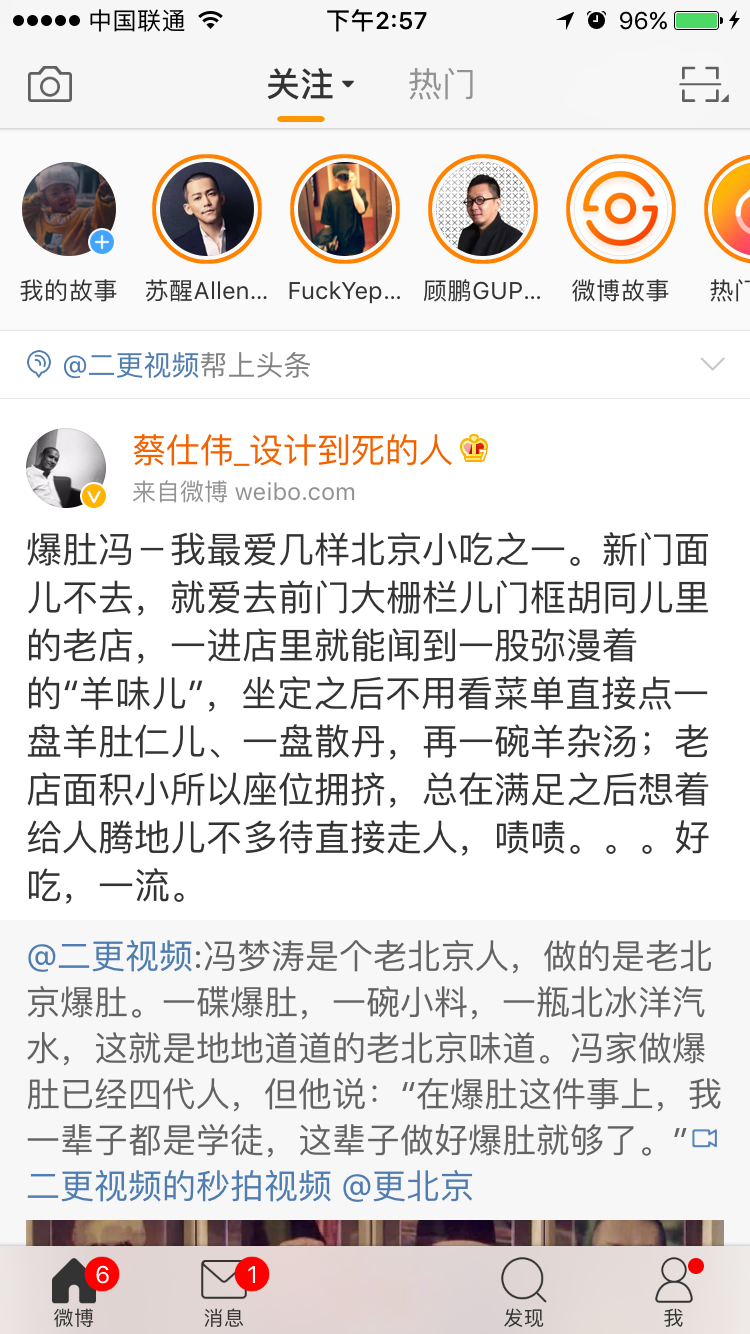 中国联通 下午2:57 96%
关注 热门
我的故事 苏醒Allen... FuckYep... 顾鹏GUP... 微博故事 热门
@二更视频帮上头条
蔡仕伟_设计到死的人
来自微博 weibo.com
爆肚冯－我最爱几样北京小吃之一。新门面
儿不去，就爱去前门大栅栏儿门框胡同儿里
的老店，一进店里就能闻到一股弥漫着
的“羊味儿”，坐定之后不用看菜单直接点一
盘羊肚仁儿、一盘散丹，再一碗羊杂汤；老
店面积小所以座位拥挤，总在满足之后想着
给人腾地儿不多待直接走人，啧啧。。。好
吃，一流。
@二更视频:冯梦涛是个老北京人，做的是老北
京爆肚。一碟爆肚，一碗小料，一瓶北冰洋汽
水，这就是地地道道的老北京味道。冯家做爆
肚已经四代人，但他说：“在爆肚这件事上，我
一辈子都是学徒，这辈子做好爆肚就够了。”
二更视频的秒拍视频 @更北京
6 1
微博 消息 发现 我